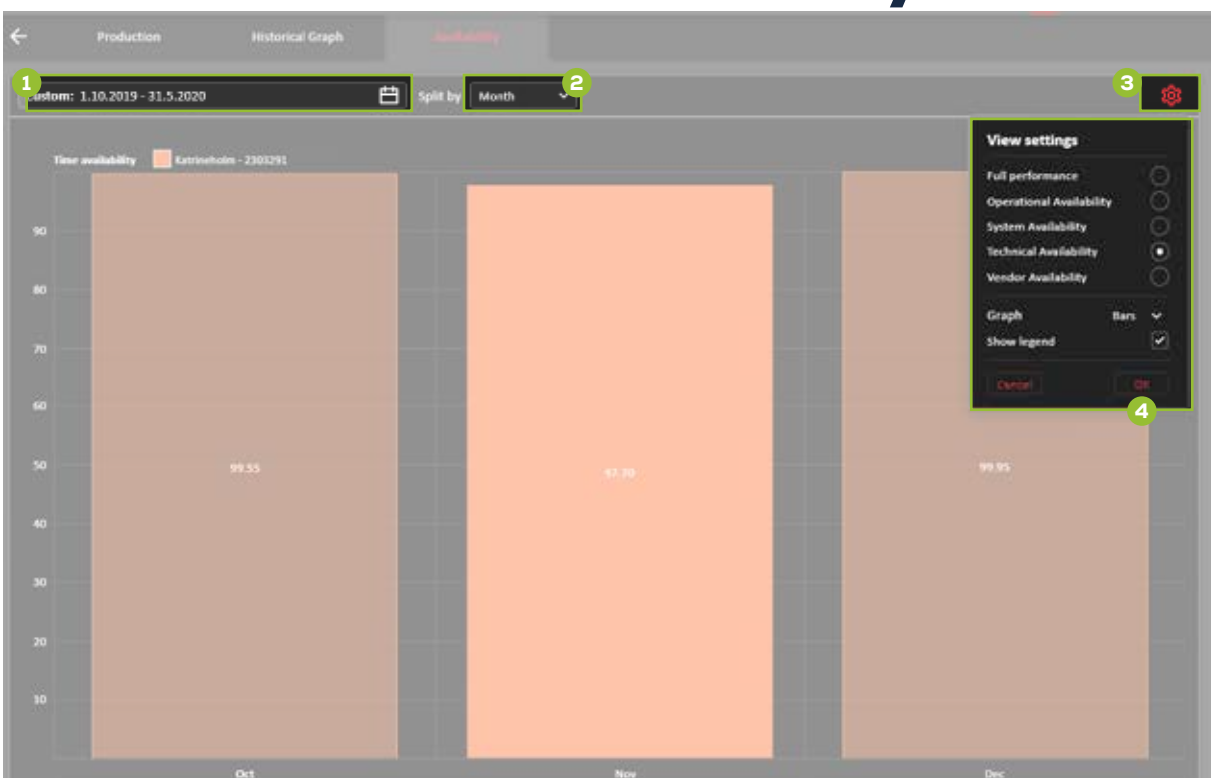 Production
Historical Graph
Availability
1
Custom: 1.10.2019 - 31.5.2020
Split by
Month
2
3
View settings
Full performance
Operational Availability
System Availability
Technical Availability
Vendor Availability
Graph
Bars
Show legend
Cancel
OK
4
Time availability
Katrineholm - 2303291
90
80
70
60
50
40
30
20
10
99.55
97.70
99.95
Oct
Nov
Dec